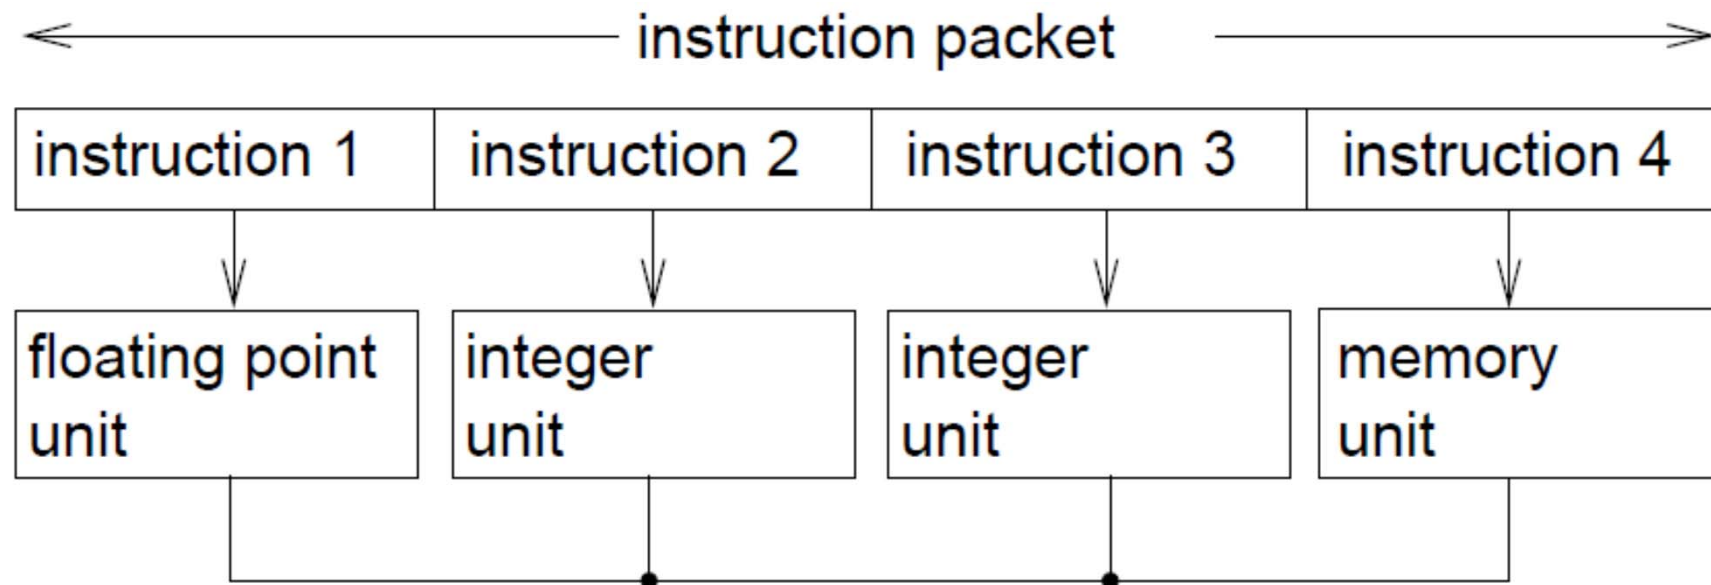 instruction packet
instruction 1 instruction 2 instruction 3 instruction 4
floating point integer integer memory
unit unit unit unit